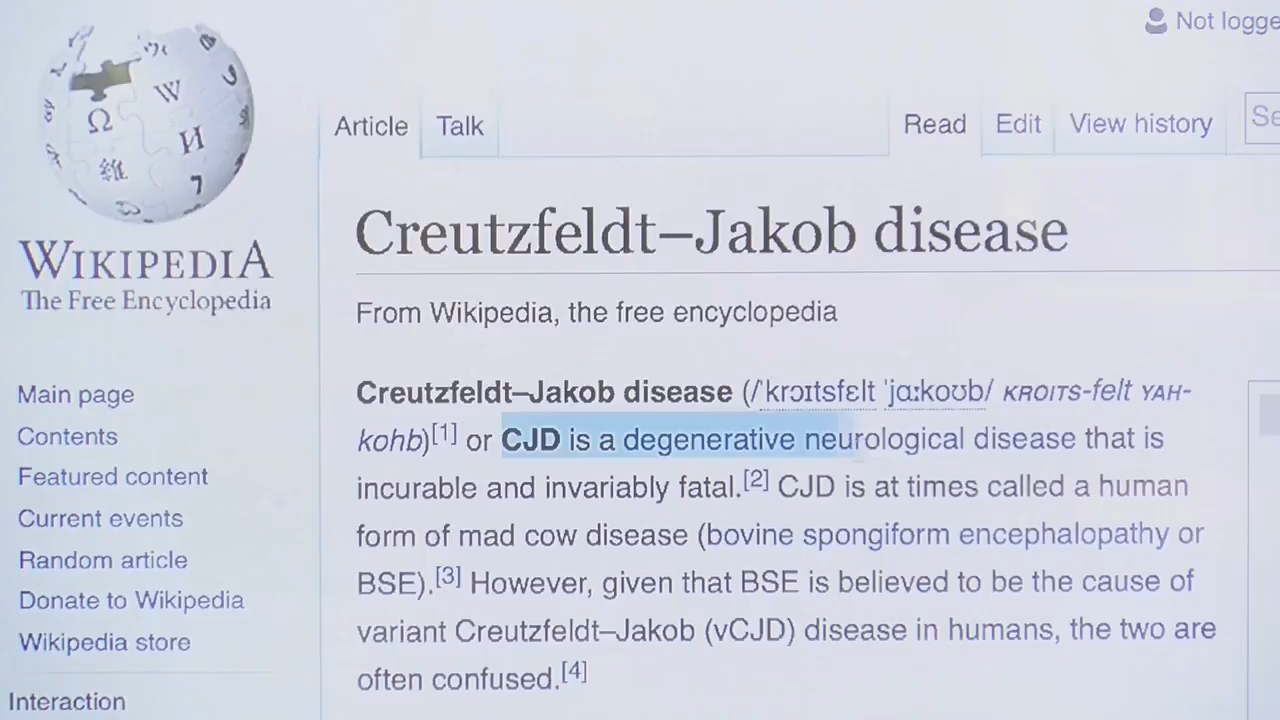 Not logge
Article
Talk
Read
Edit
View history
Se
Ω
W
И
維
7
WIKIPEDIA
The Free Encyclopedia
Creutzfeldt–Jakob disease
From Wikipedia, the free encyclopedia
Main page
Contents
Featured content
Current events
Random article
Donate to Wikipedia
Wikipedia store
Interaction
Creutzfeldt–Jakob disease (/ˈkrɔɪtsfɛlt ˈjɑːkoʊb/ KROITS-felt YAH-
kohb)[1] or CJD is a degenerative neurological disease that is
incurable and invariably fatal.[2] CJD is at times called a human
form of mad cow disease (bovine spongiform encephalopathy or
BSE).[3] However, given that BSE is believed to be the cause of
variant Creutzfeldt–Jakob (vCJD) disease in humans, the two are
often confused.[4]